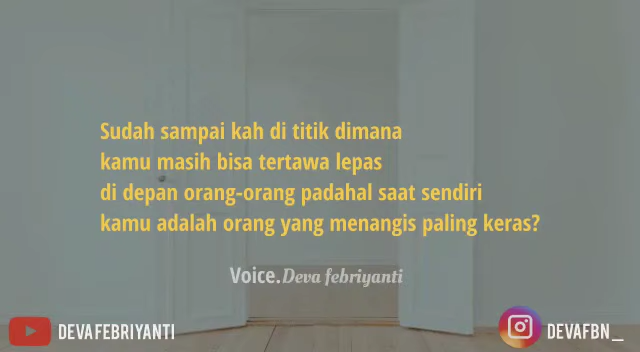 Sudah sampai kah di titik dimana
kamu masih bisa tertawa lepas
di depan orang-orang padahal saat sendiri
kamu adalah orang yang menangis paling keras?
Voice.Deva febriyanti
DEVAFEBRIYANTI
DEVAFBN_